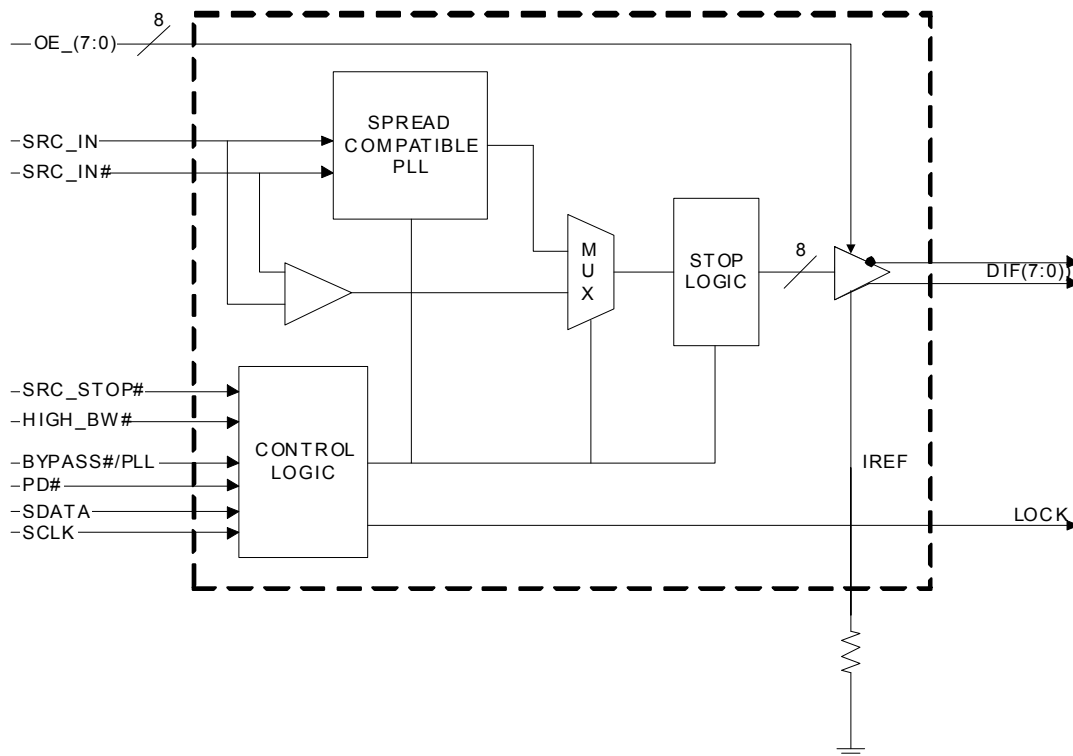 8
OE_(7:0)
SRC_IN
SRC_IN#
SPREAD
COMPATIBLE
PLL
M
U
X
STOP
LOGIC
8
DIF(7:0))
SRC_STOP#
HIGH_BW#
BYPASS#/PLL
PD#
SDATA
SCLK
CONTROL
LOGIC
IREF
LOCK